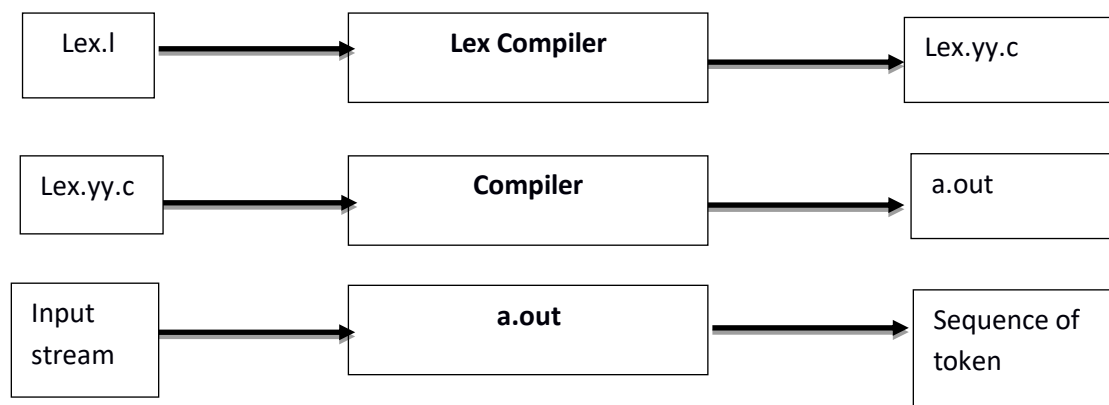 Lex.l
Lex Compiler
Lex.yy.c
Lex.yy.c
Compiler
a.out
Input
stream
a.out
Sequence of
token